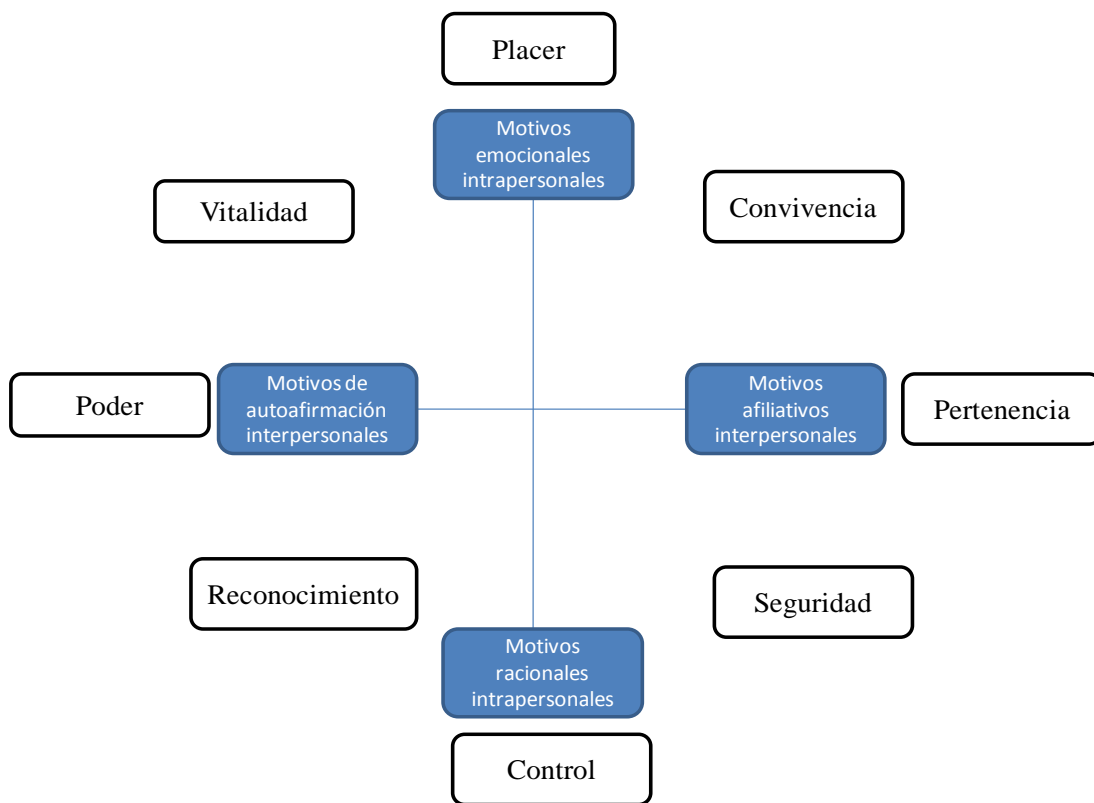 Placer
Motivos
emocionales
intrapersonales
Vitalidad
Convivencia
Poder
Motivos de
autoafirmación
interpersonales
Motivos
afiliativos
interpersonales
Pertenencia
Reconocimiento
Seguridad
Motivos
racionales
intrapersonales
Control